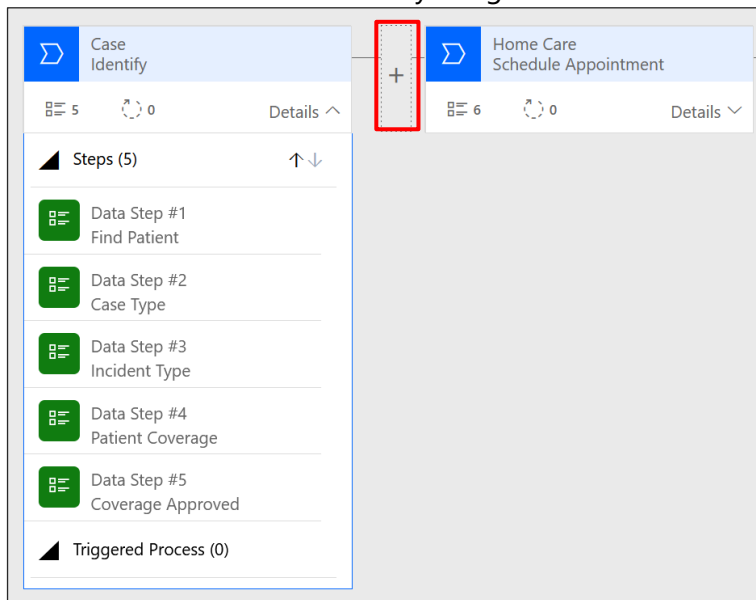 Case
Identify
Home Care
Schedule Appointment
5
0
Details
6
0
Details
Steps (5)
Data Step #1
Find Patient
Data Step #2
Case Type
Data Step #3
Incident Type
Data Step #4
Patient Coverage
Data Step #5
Coverage Approved
Triggered Process (0)